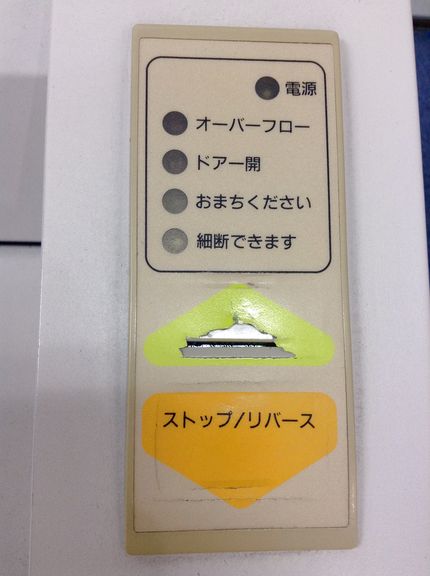 電源
オーバーフロー
ドアー開
おまちください
細断できます
ストップ/リバース